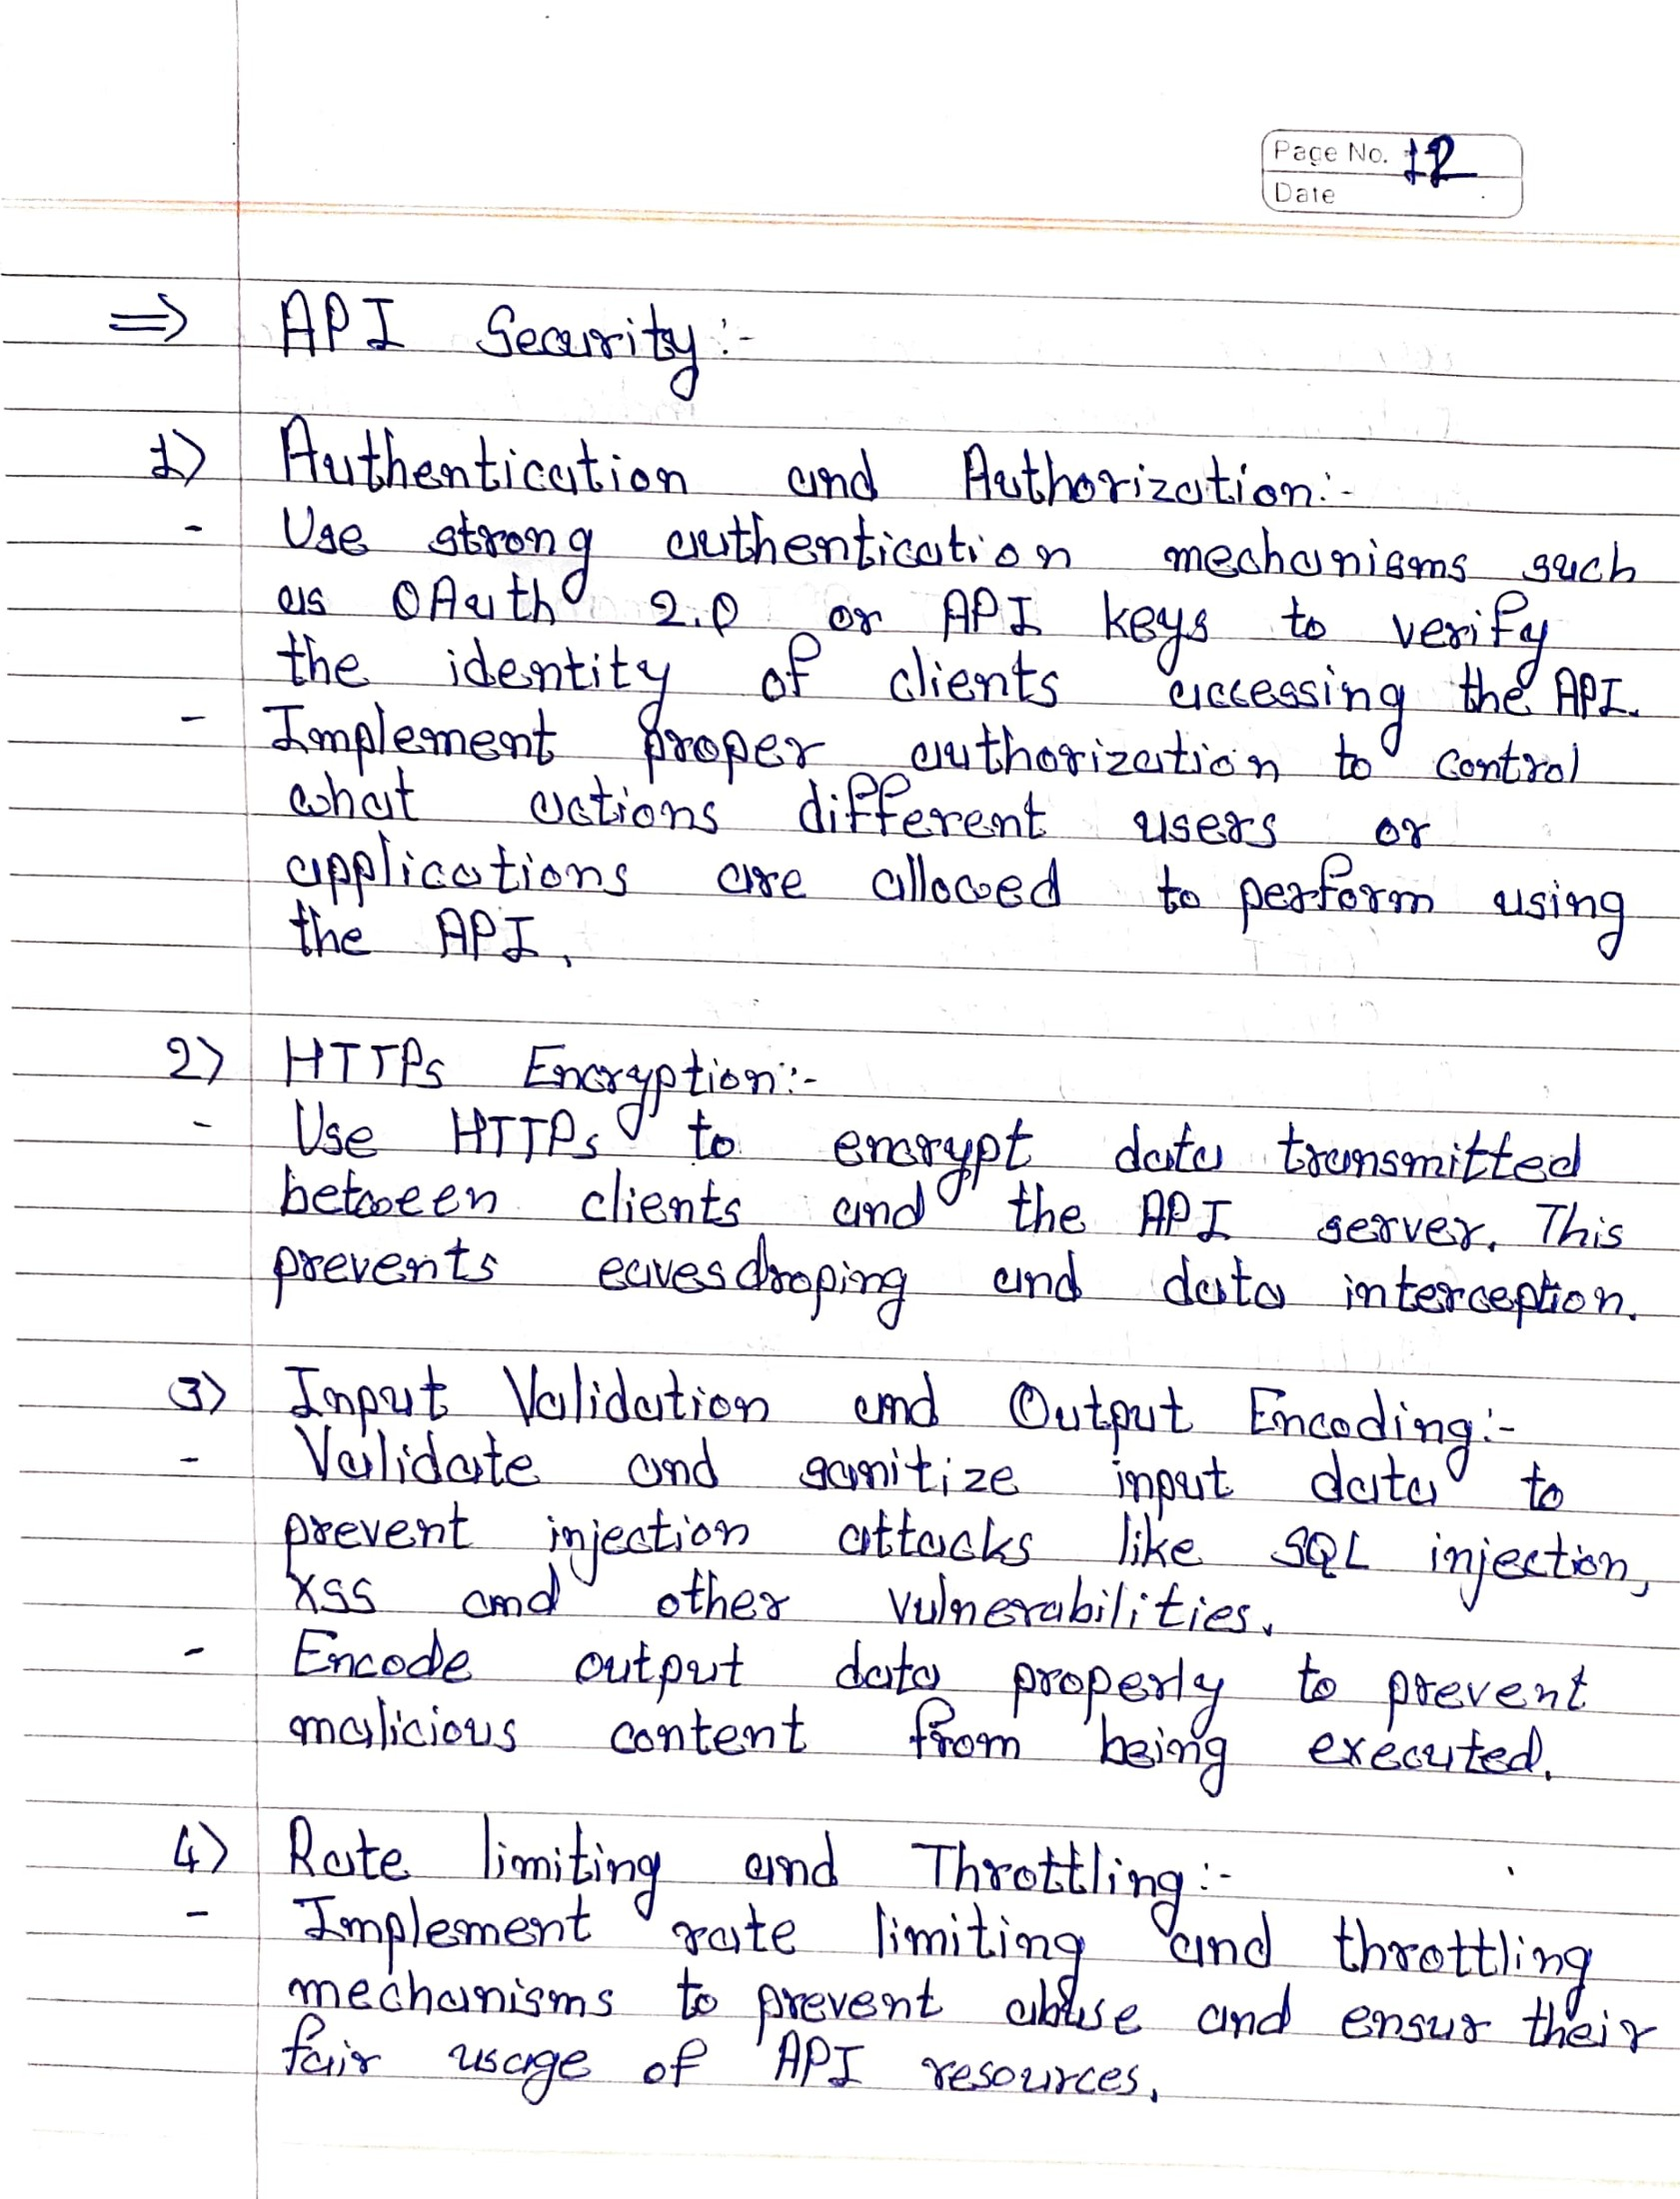 Page No. 12
Date
⇒ API Security:-
1) Authentication and Authorization:-
- Use strong authentication mechanisms such
as OAuth 2.0 or API keys to verify
the identity of clients accessing the API.
- Implement proper authorization to control
what actions different users or
applications are allowed to perform using
the API.
2) HTTPs Encryption:-
- Use HTTPs to encrypt data transmitted
between clients and the API server. This
prevents eavesdroping and data interception.
3) Input Validation and Output Encoding:-
- Validate and sanitize input data to
prevent injection attacks like SQL injection,
XSS and other vulnerabilities.
- Encode output data properly to prevent
malicious content from being executed.
4) Rate limiting and Throttling:-
- Implement rate limiting and throttling
mechanisms to prevent abuse and ensur their
fair usage of API resources.